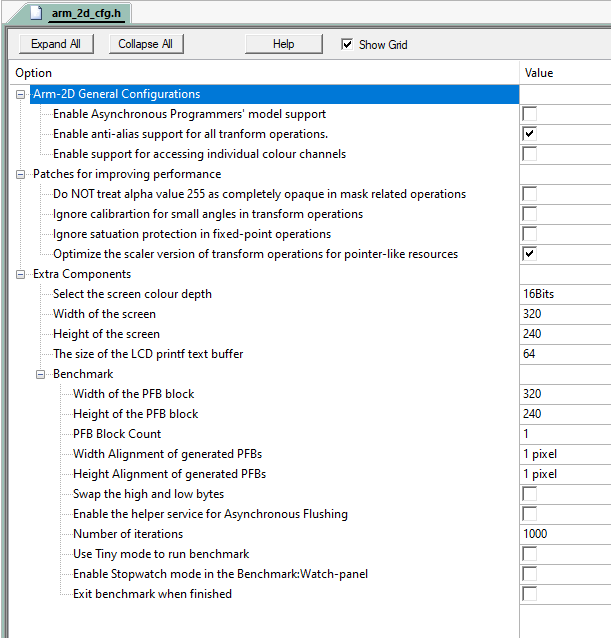 arm_2d_cfg.h
Expand All Collapse All Help Show Grid
Option Value
Arm-2D General Configurations
Enable Asynchronous Programmers' model support
Enable anti-alias support for all tranform operations.
Enable support for accessing individual colour channels
Patches for improving performance
Do NOT treat alpha value 255 as completely opaque in mask related operations
Ignore calibrartion for small angles in transform operations
Ignore satuation protection in fixed-point operations
Optimize the scaler version of transform operations for pointer-like resources
Extra Components
Select the screen colour depth 16Bits
Width of the screen 320
Height of the screen 240
The size of the LCD printf text buffer 64
Benchmark
Width of the PFB block 320
Height of the PFB block 240
PFB Block Count 1
Width Alignment of generated PFBs 1 pixel
Height Alignment of generated PFBs 1 pixel
Swap the high and low bytes
Enable the helper service for Asynchronous Flushing
Number of iterations 1000
Use Tiny mode to run benchmark
Enable Stopwatch mode in the Benchmark:Watch-panel
Exit benchmark when finished